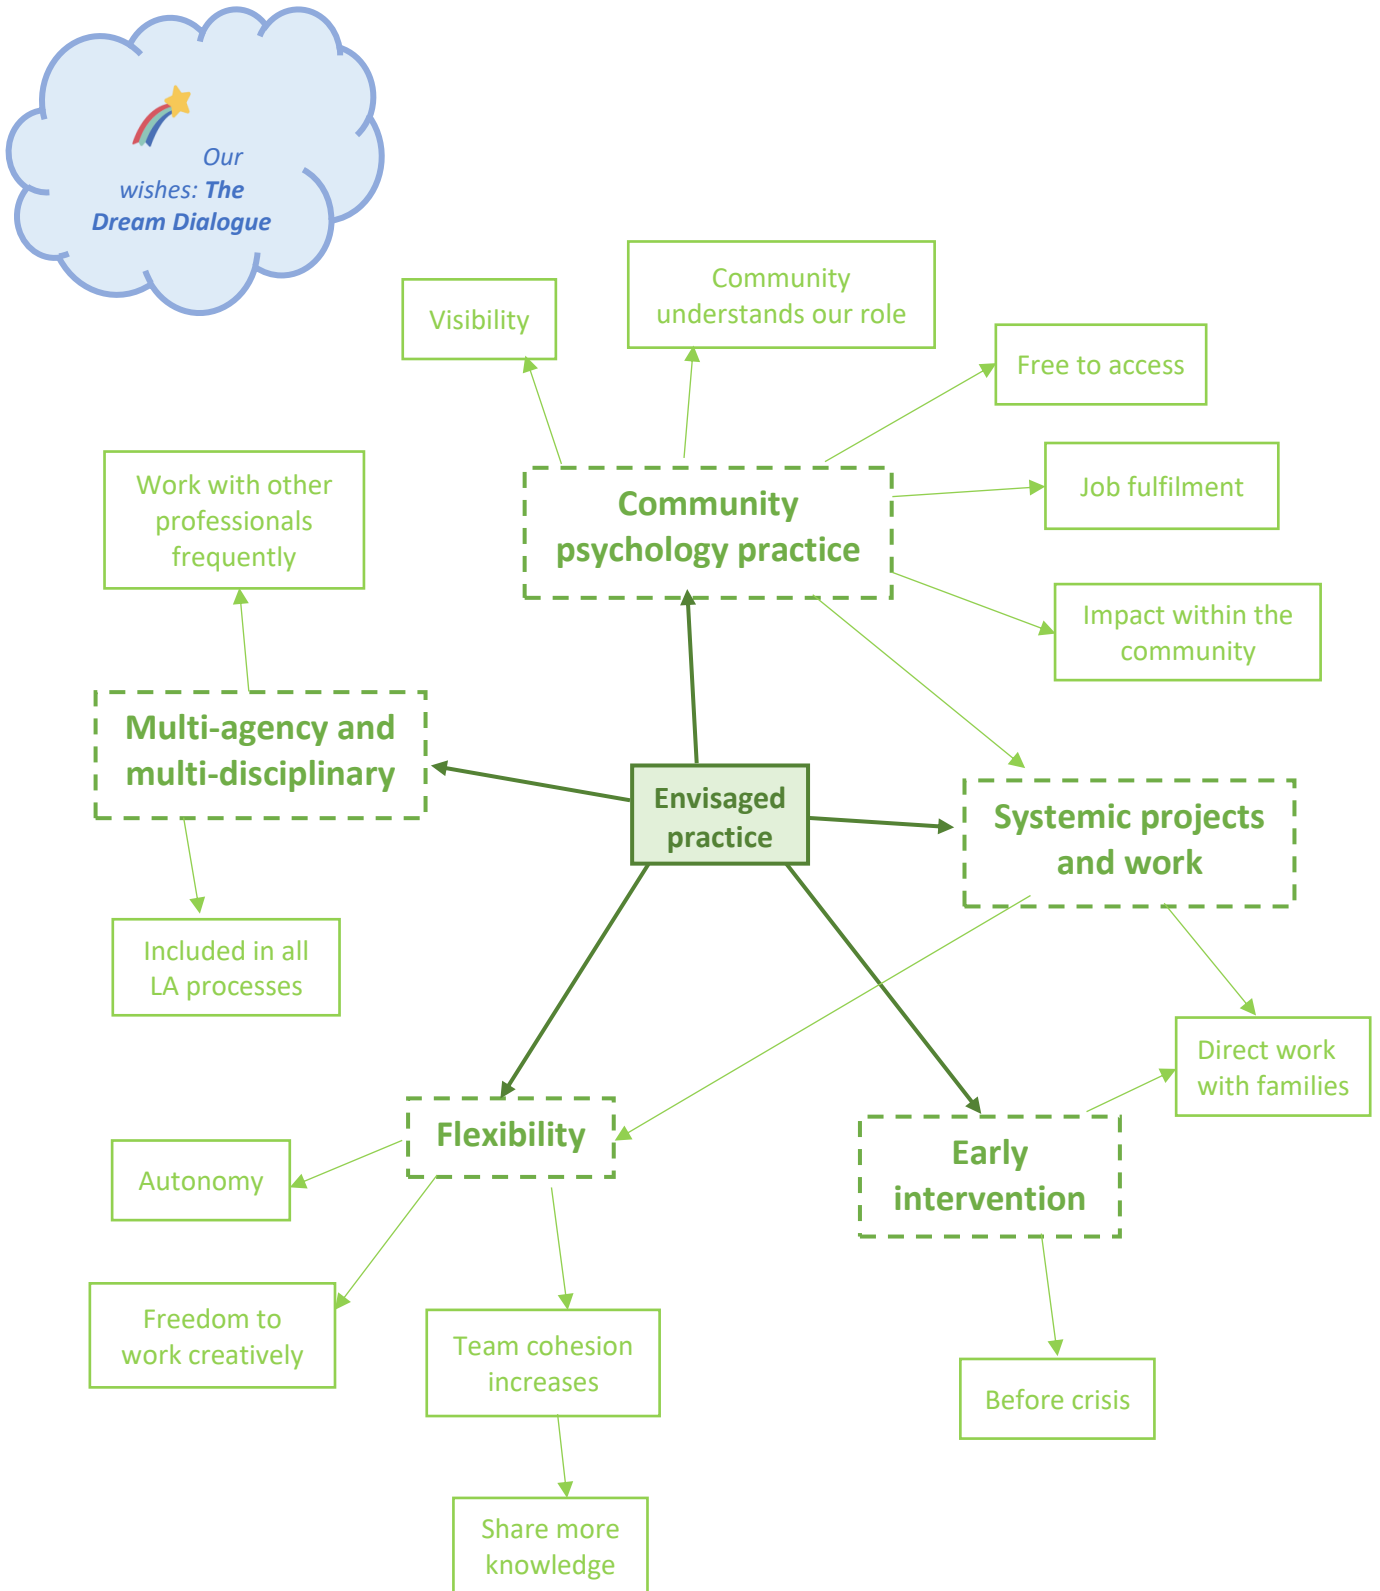 Our
wishes: The
Dream Dialogue
Community
understands our role
Visibility
Free to access
Work with other
professionals
frequently
Community
psychology practice
Job fulfilment
Impact within the
community
Multi-agency and
multi-disciplinary
Envisaged
practice
Systemic projects
and work
Included in all
LA processes
Direct work
with families
Flexibility
Early
intervention
Autonomy
Freedom to
work creatively
Team cohesion
increases
Before crisis
Share more
knowledge